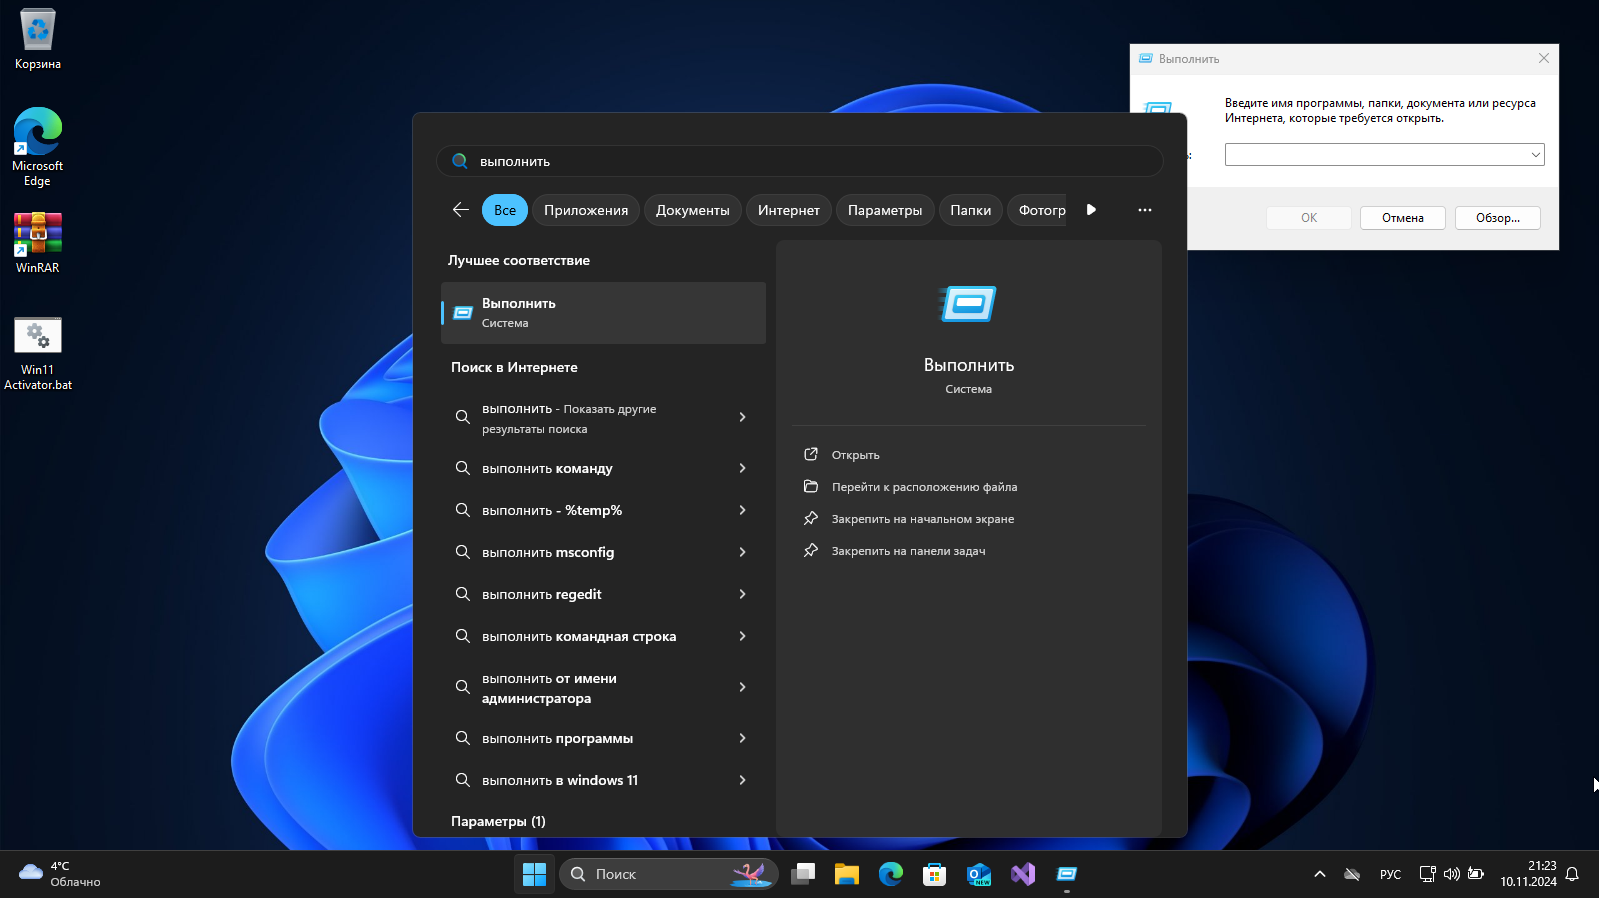 Корзина
Microsoft
Edge
WinRAR
Win11
Activator.bat
выполнить
Все
Приложения
Документы
Интернет
Параметры
Папки
Фотогр
Лучшее соответствие
Выполнить
Система
Поиск в Интернете
выполнить - Показать другие
результаты поиска
выполнить команду
выполнить - %temp%
выполнить msconfig
выполнить regedit
выполнить командная строка
выполнить от имени
администратора
выполнить программы
выполнить в windows 11
Параметры (1)
Выполнить
Система
Открыть
Перейти к расположению файла
Закрепить на начальном экране
Закрепить на панели задач
Выполнить
Введите имя программы, папки, документа или ресурса
Интернета, которые требуется открыть.
ь:
ОК
Отмена
Обзор...
4°C
Облачно
Поиск
NEW
РУС
21:23
10.11.2024